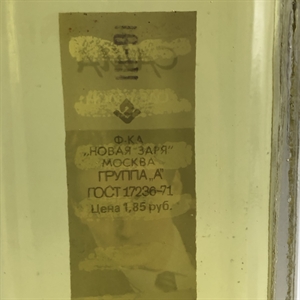 Ф-КА
„НОВАЯ ЗАРЯ"
МОСКВА
ГРУППА „А"
ГОСТ 17236-71
Цена 1,85 руб.